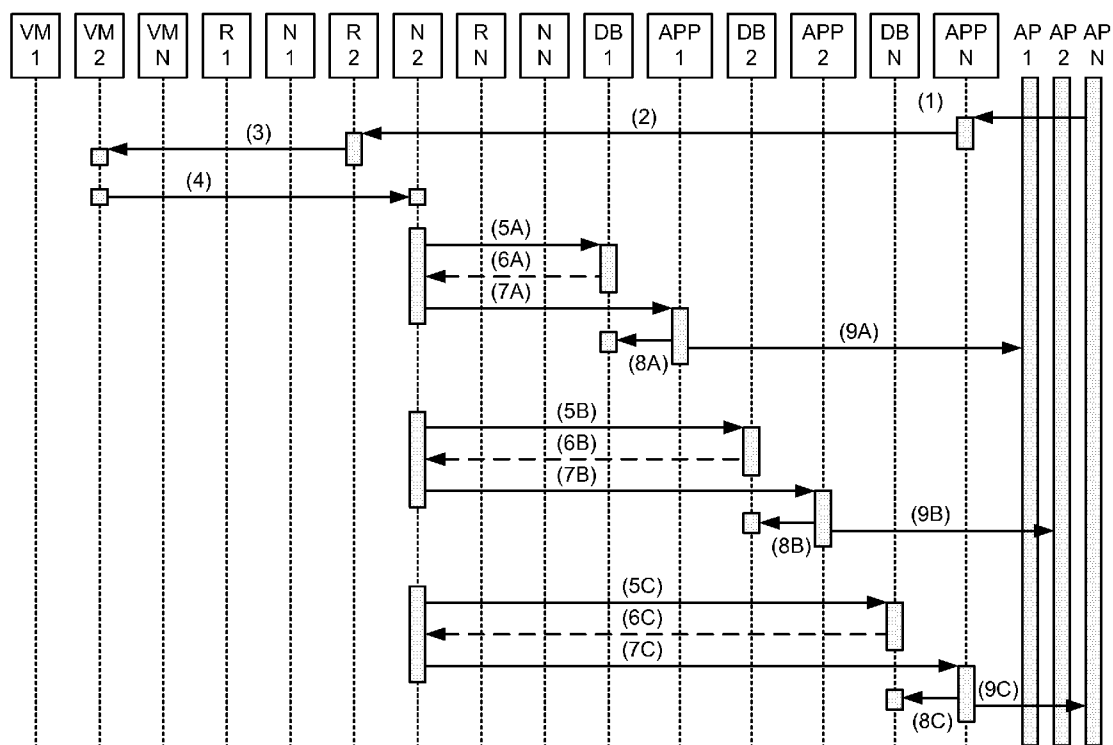 VM VM VM R N R N R N DB APP DB APP DB APP AP AP AP
1 2 N 1 1 2 2 N N 1 1 2 2 N N 1 2 N
(1)
(2)
(3)
(4)
(5A)
(6A)
(7A)
(9A)
(8A)
(5B)
(6B)
(7B)
(9B)
(8B)
(5C)
(6C)
(7C)
(9C)
(8C)